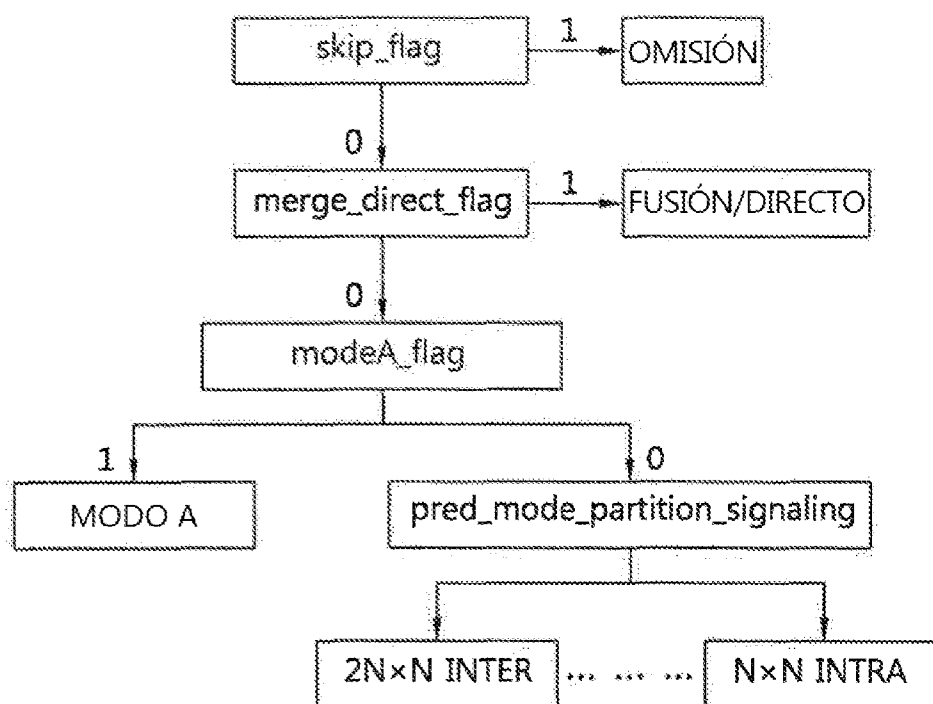 skip_flag
1
OMISIÓN
0
merge_direct_flag
1
FUSIÓN/DIRECTO
0
modeA_flag
1
0
MODO A
pred_mode_partition_signaling
2N×N INTER
... ... ...
N×N INTRA